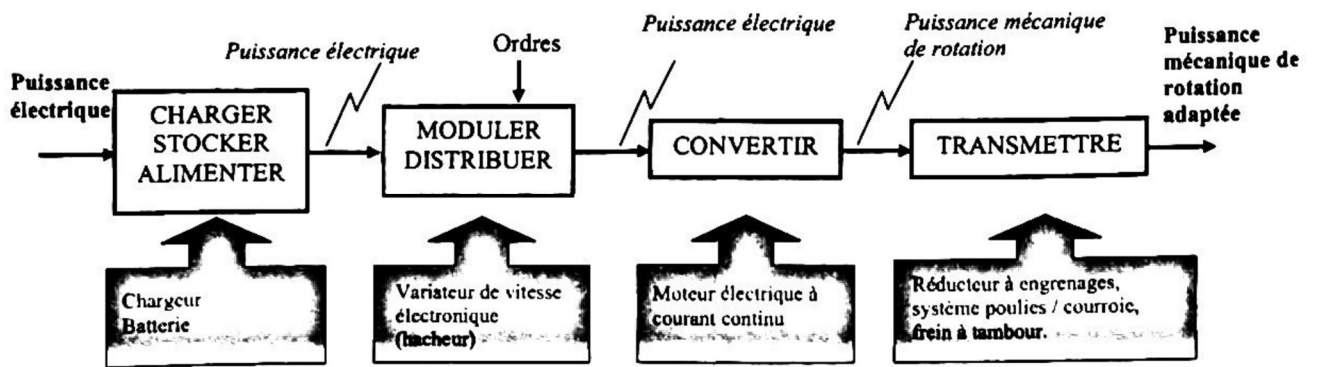 Puissance électrique
Ordres
Puissance électrique
Puissance mécanique
de rotation
Puissance
mécanique de
rotation
adaptée
Puissance
électrique
CHARGER
STOCKER
ALIMENTER
MODULER
DISTRIBUER
CONVERTIR
TRANSMETTRE
Chargeur
Batterie
Variateur de vitesse
électronique
(hacheur)
Moteur électrique à
courant continu
Réducteur à engrenages,
système poulies / courroie,
frein à tambour.